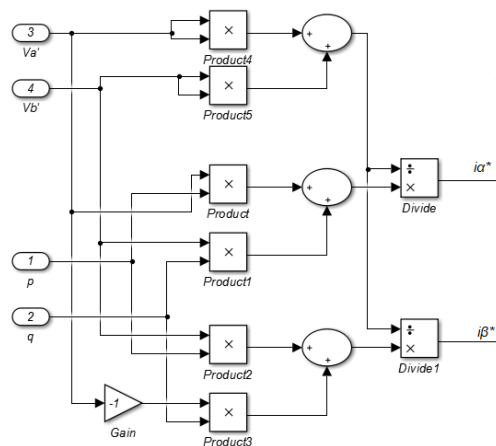 3
Va'
Product4
4
Vb'
Product5
iα*
Product
Divide
1
p
Product1
2
q
iβ*
Product2
Divide1
-1
Gain
Product3
+
+
+
+
+
+
×
×
×
×
×
×
÷
×
÷
×